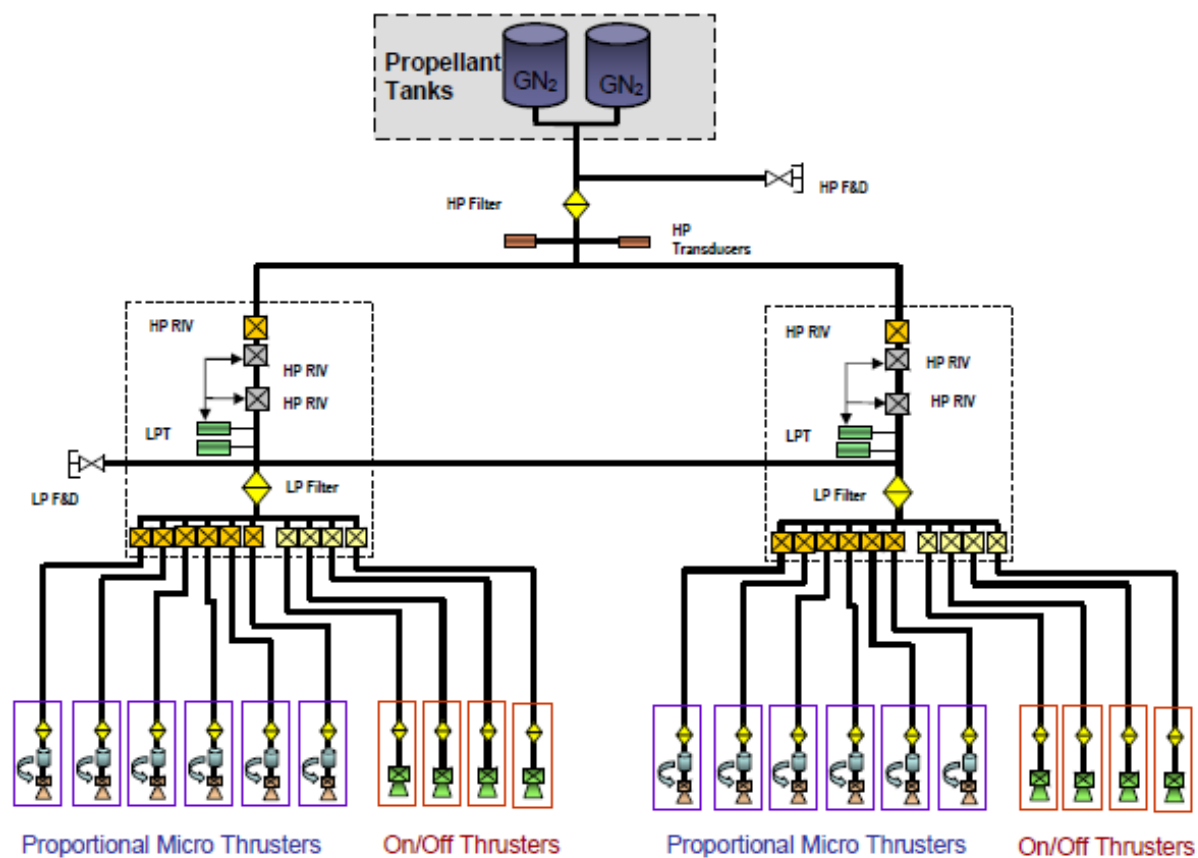 Propellant
Tanks
GN₂
GN₂
HP F&D
HP Filter
HP
Transducers
HP RIV
HP RIV
HP RIV
LPT
LP F&D
LP Filter
HP RIV
HP RIV
HP RIV
LPT
LP Filter
Proportional Micro Thrusters
On/Off Thrusters
Proportional Micro Thrusters
On/Off Thrusters